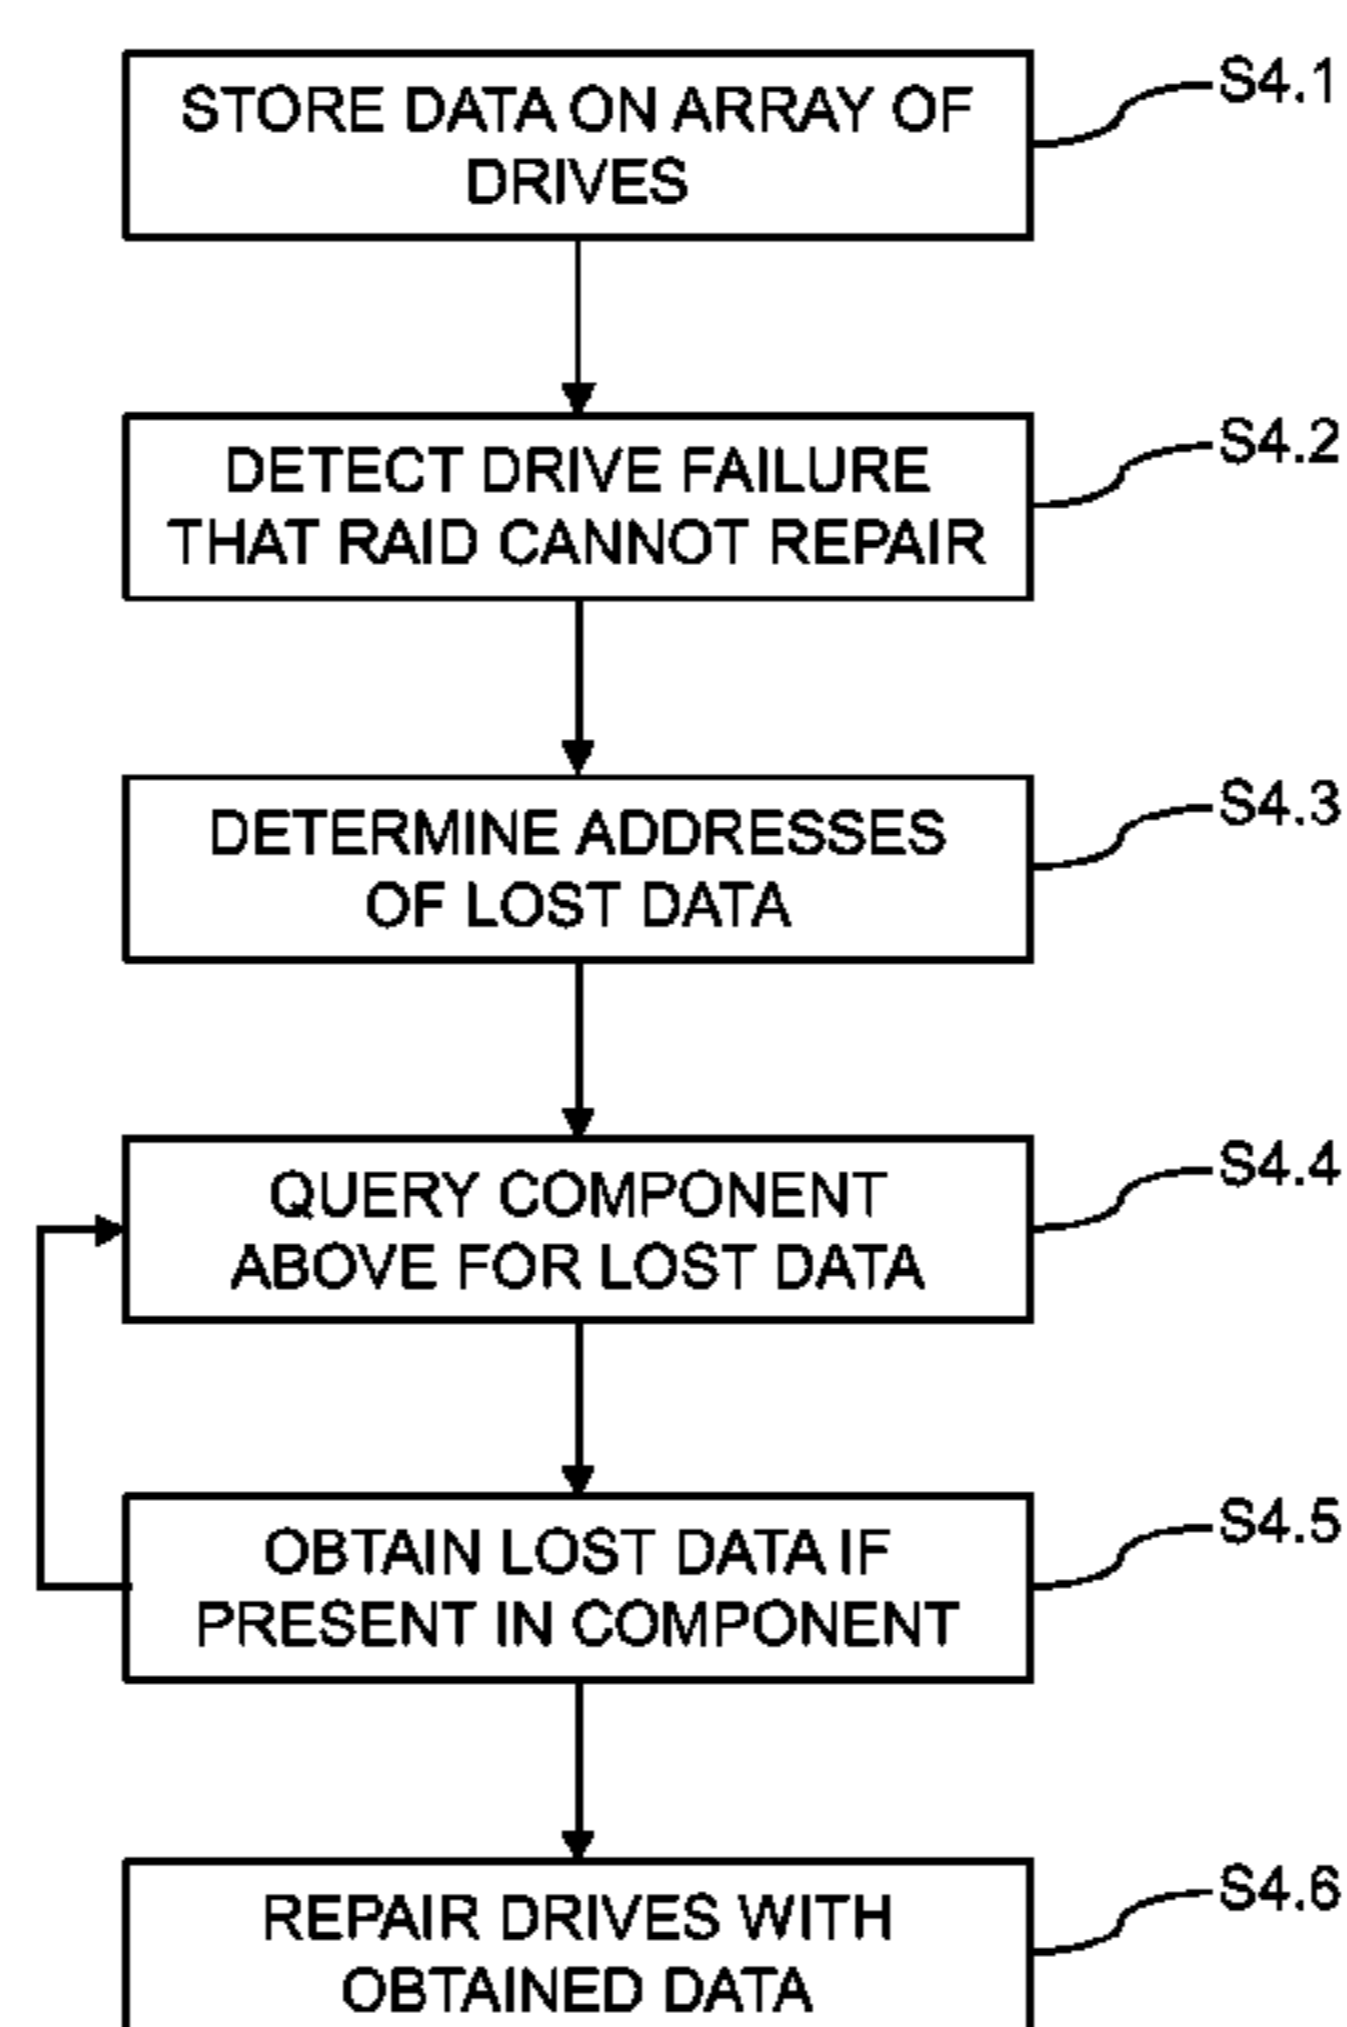 STORE DATA ON ARRAY OF
DRIVES
S4.1
DETECT DRIVE FAILURE
THAT RAID CANNOT REPAIR
S4.2
DETERMINE ADDRESSES
OF LOST DATA
S4.3
QUERY COMPONENT
ABOVE FOR LOST DATA
S4.4
OBTAIN LOST DATA IF
PRESENT IN COMPONENT
S4.5
REPAIR DRIVES WITH
OBTAINED DATA
S4.6